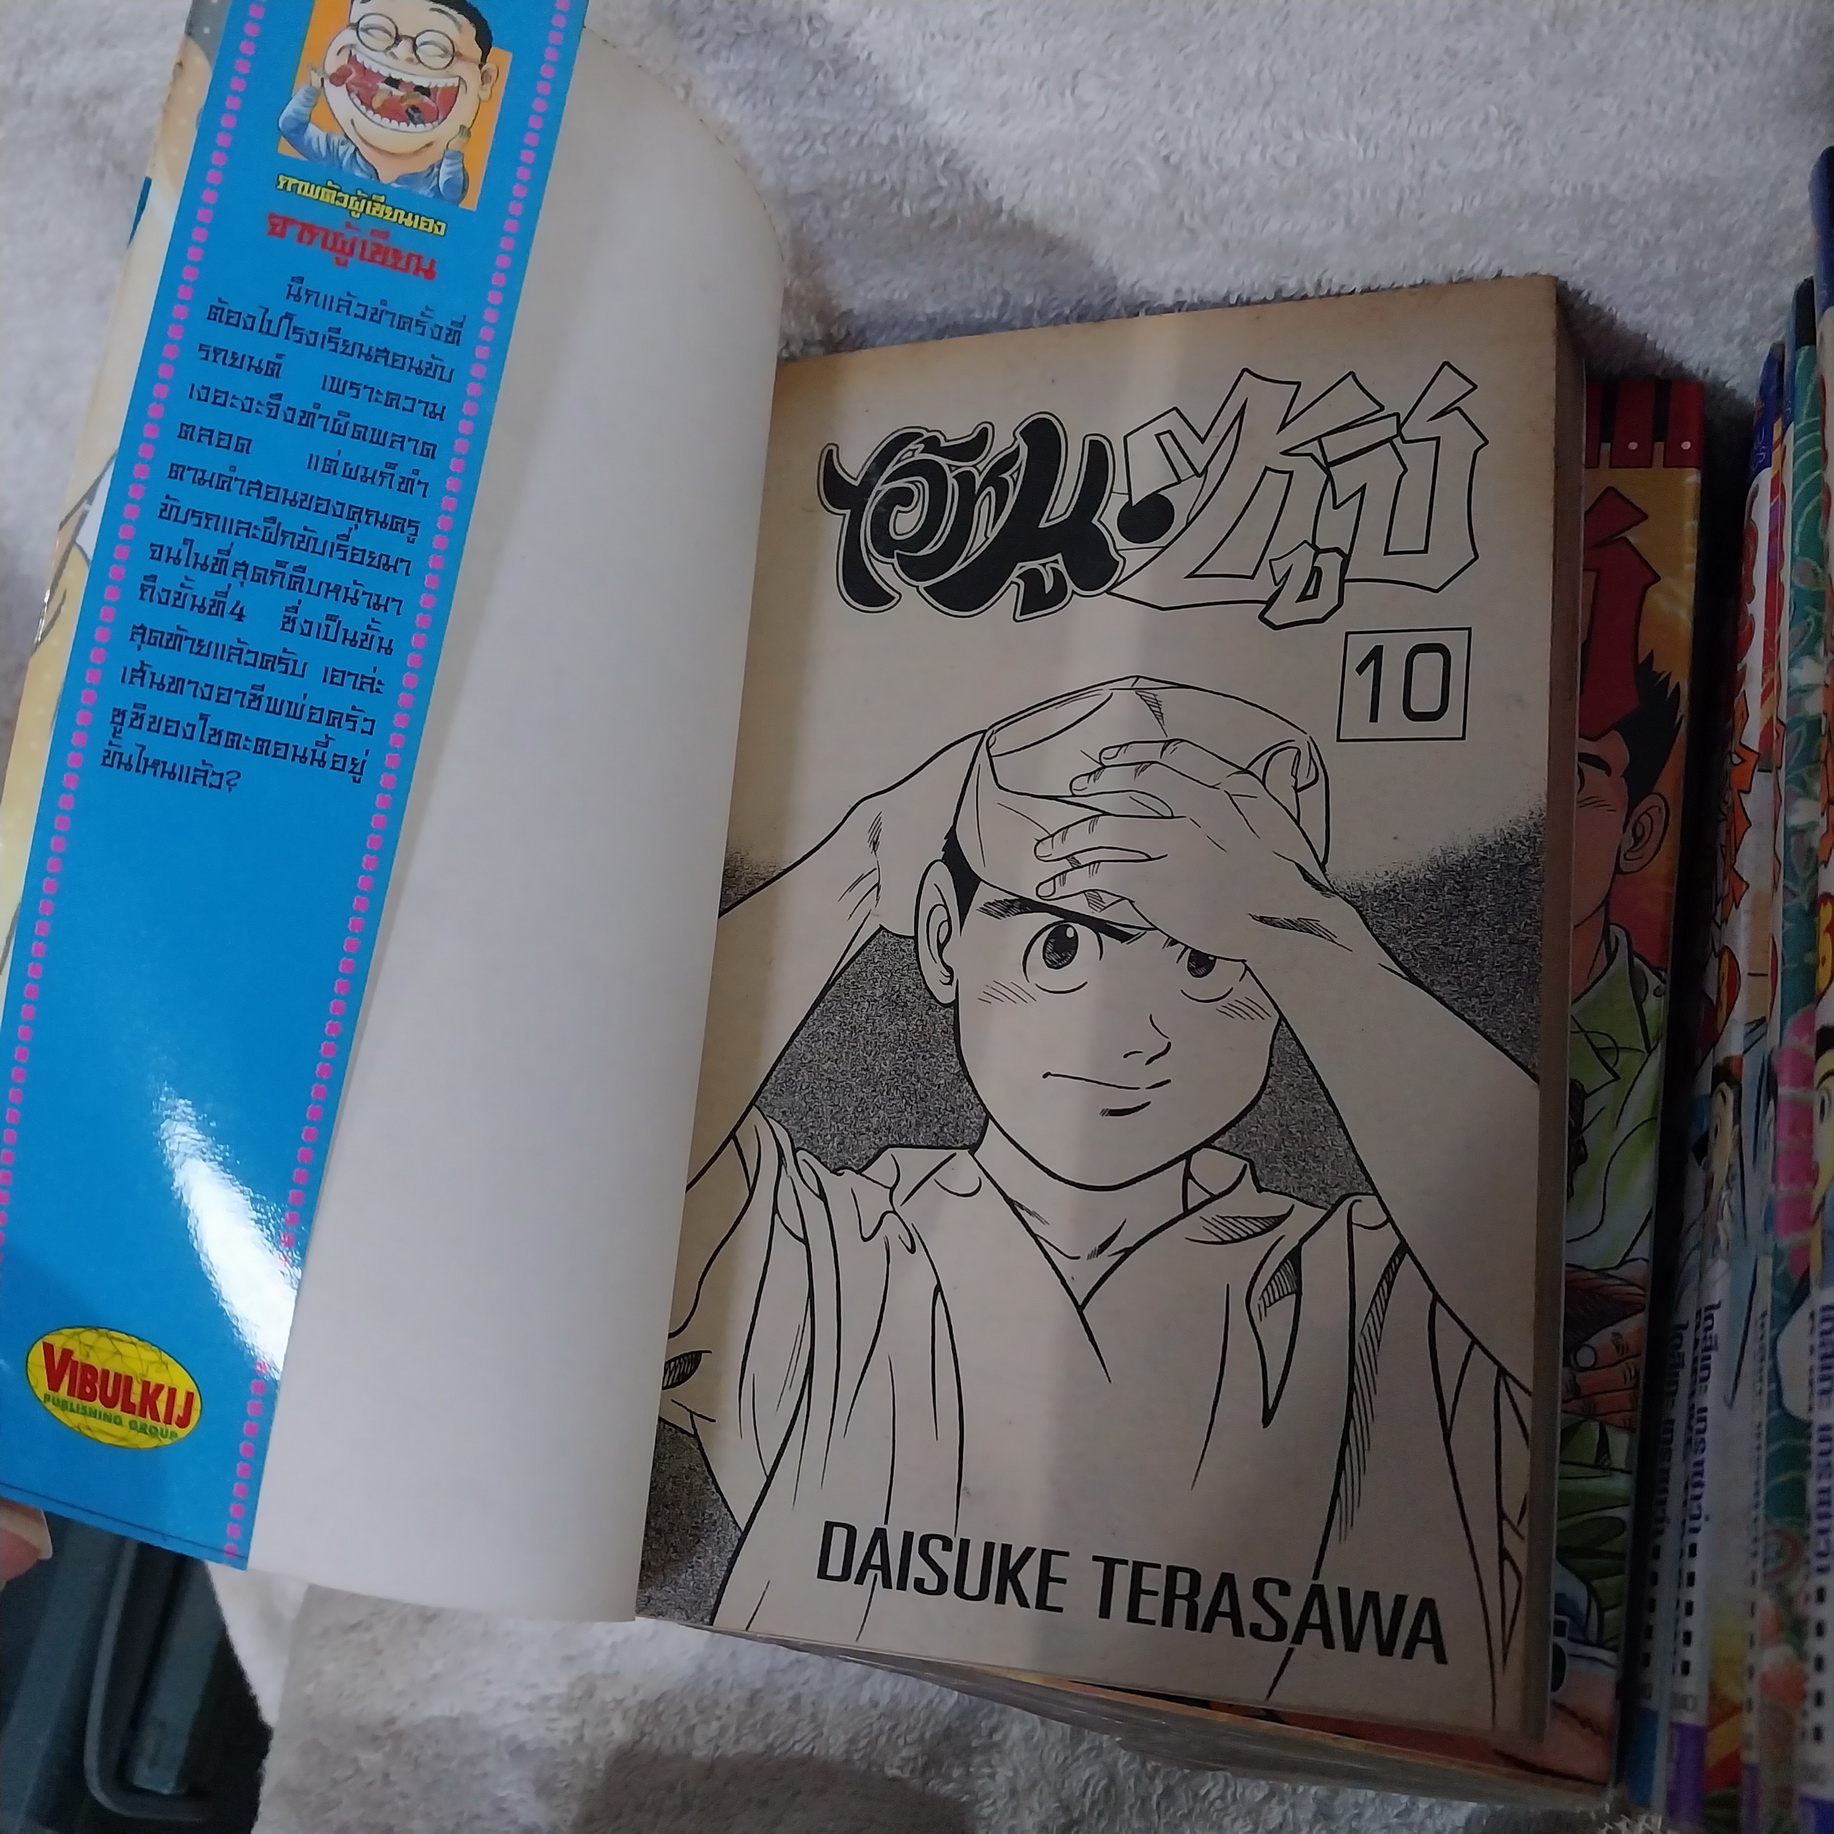 ภาพตัวผู้เขียนเอง
จากผู้เขียน
นึกแล้วขำครั้งที่
ต้องไปโรงเรียนสอนขับ
รถยนต์ เพราะความ
เงอะงะจึงทำผิดพลาด
ตลอด แต่ผมก็ทำ
ตามคำสอนของคุณครู
ขับรถและฝึกขับเรื่อยมา
จนในที่สุดก็คืบหน้ามา
ถึงขั้นที่4 ซึ่งเป็นขั้น
สุดท้ายแล้วครับ เอาล่ะ
เส้นทางอาชีพพ่อครัว
ซูชิของโชตะตอนนี้อยู่
ขั้นไหนแล้ว?
VIBULKIJ
PUBLISHING GROUP
ไอ้หนูซูซิ
10
DAISUKE TERASAWA